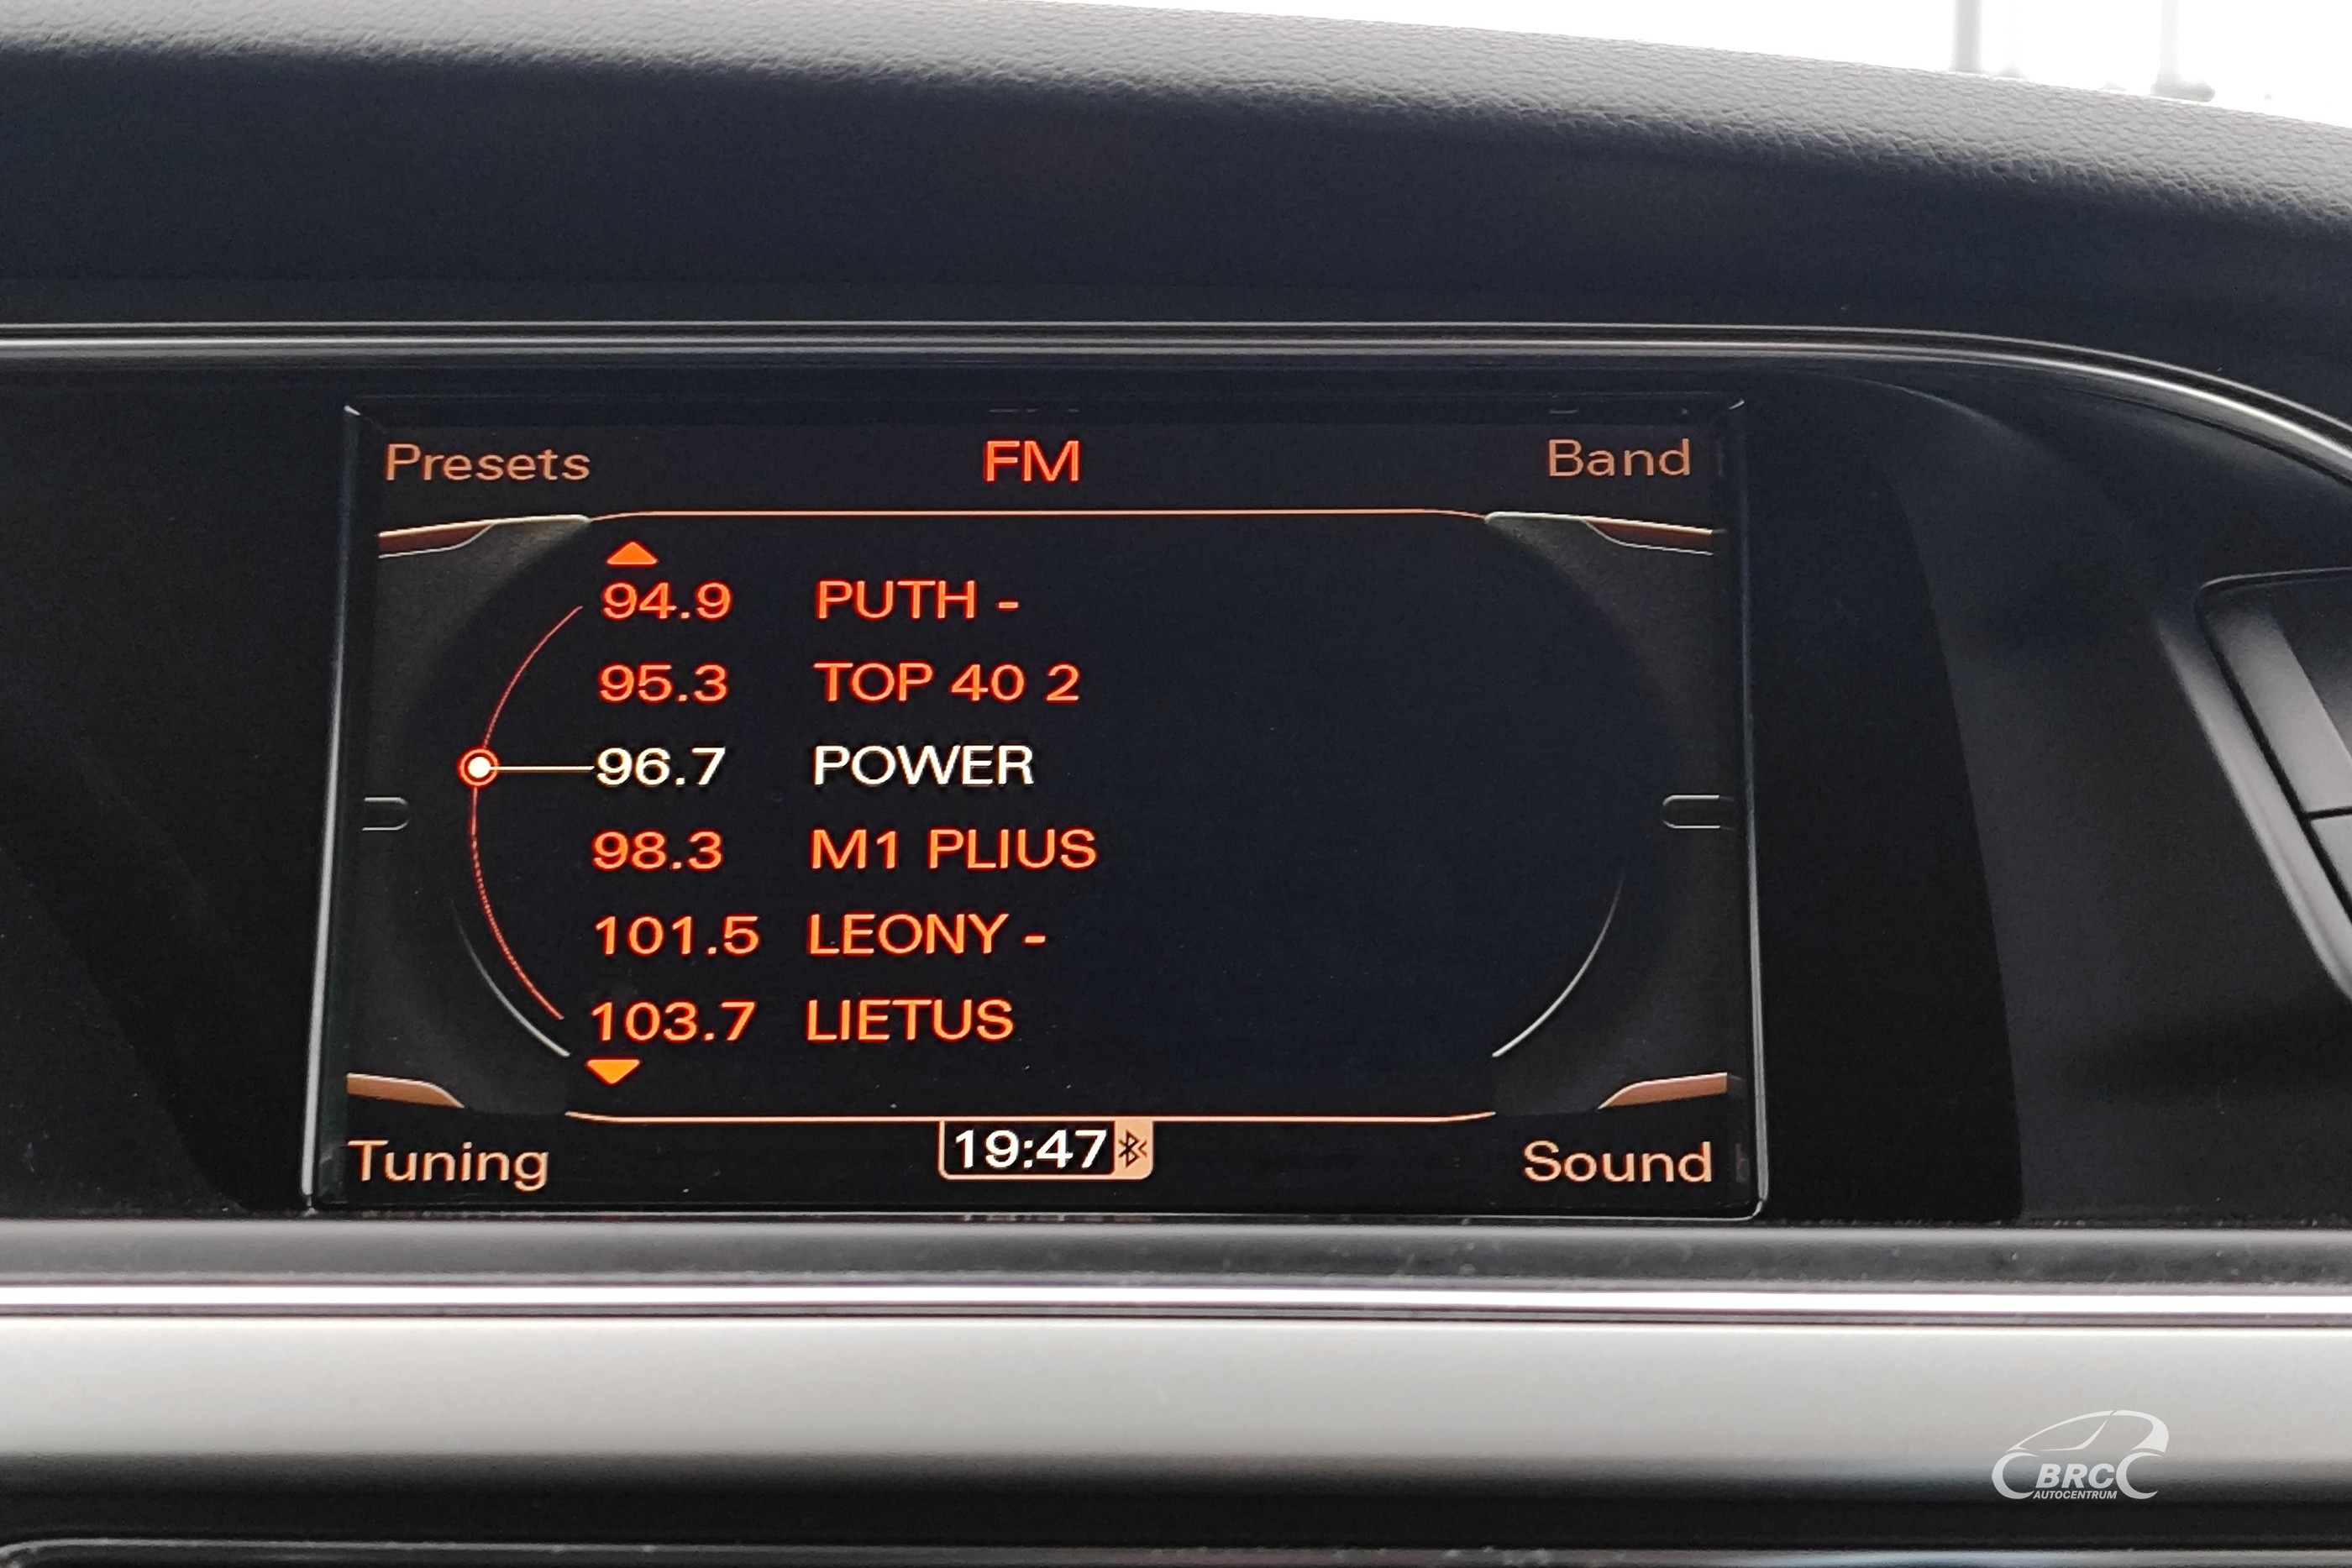 Presets FM Band
94.9 PUTH -
95.3 TOP 40 2
96.7 POWER
98.3 M1 PLIUS
101.5 LEONY -
103.7 LIETUS
Tuning 19:47 Sound
BRC
AUTOCENTRUM